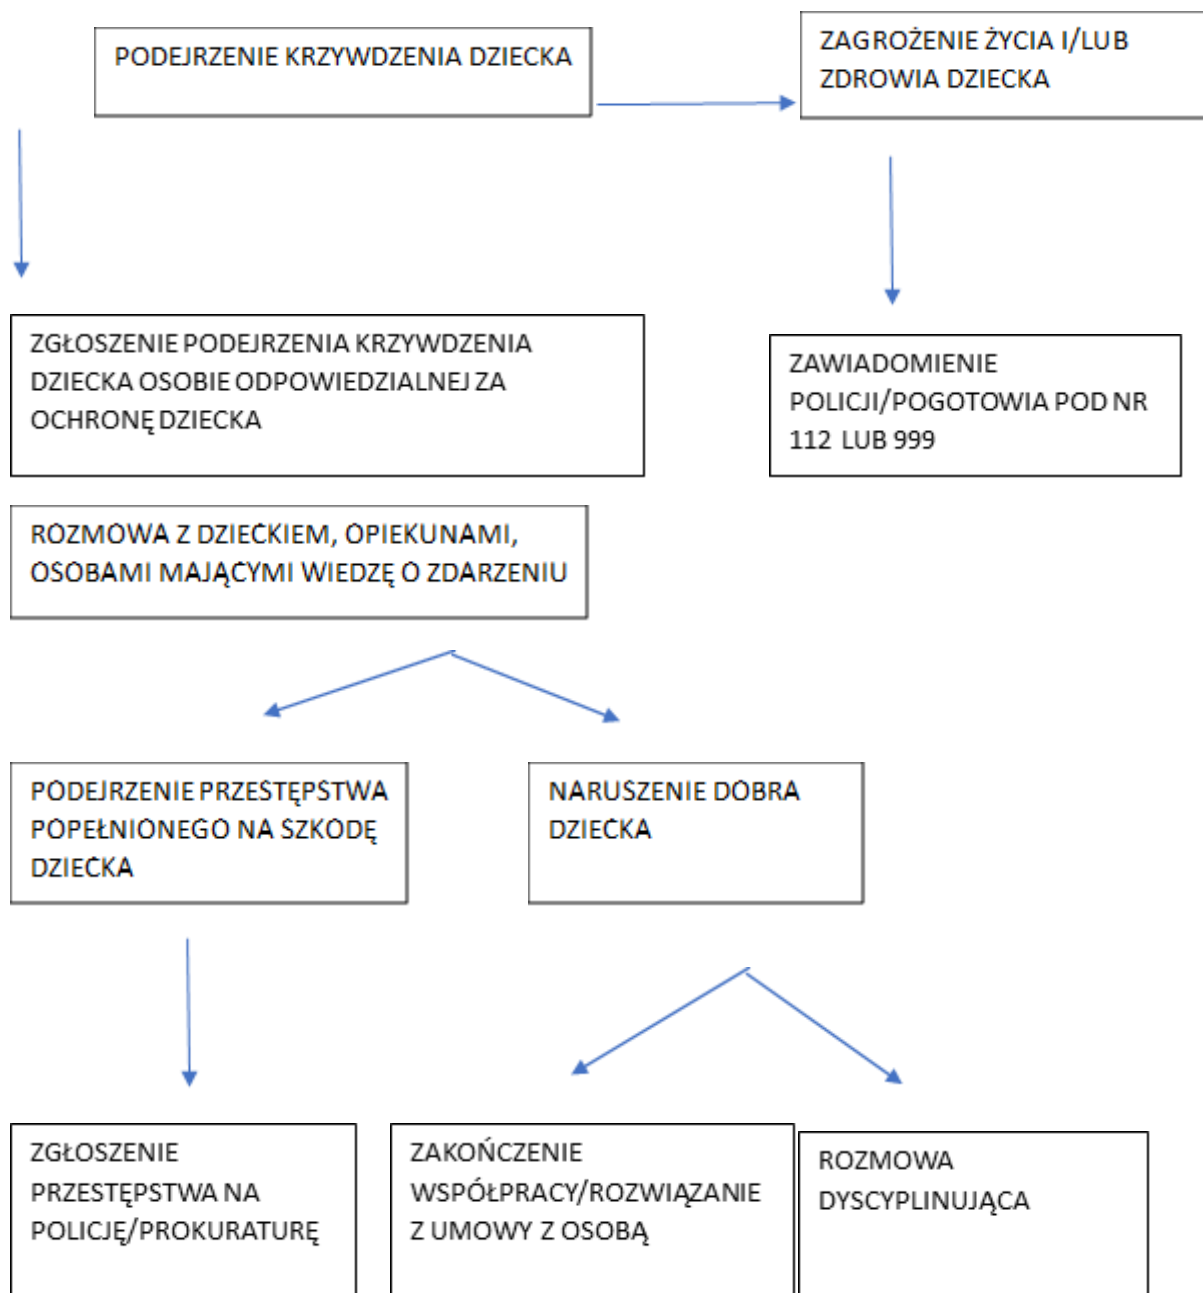 PODEJRZENIE KRZYWDZENIA DZIECKA
ZAGROŻENIE ŻYCIA I/LUB
ZDROWIA DZIECKA
ZGŁOSZENIE PODEJRZENIA KRZYWDZENIA
DZIECKA OSOBIE ODPOWIEDZIALNEJ ZA
OCHRONĘ DZIECKA
ZAWIADOMIENIE
POLICJI/POGOTOWIA POD NR
112 LUB 999
ROZMOWA Z DZIECKIEM, OPIEKUNAMI,
OSOBAMI MAJĄCYMI WIEDZĘ O ZDARZENIU
PODEJRZENIE PRZESTĘPSTWA
POPEŁNIONEGO NA SZKODĘ
DZIECKA
NARUSZENIE DOBRA
DZIECKA
ZGŁOSZENIE
PRZESTĘPSTWA NA
POLICJĘ/PROKURATURĘ
ZAKOŃCZENIE
WSPÓŁPRACY/ROZWIĄZANIE
Z UMOWY Z OSOBĄ
ROZMOWA
DYSCYPLINUJĄCA